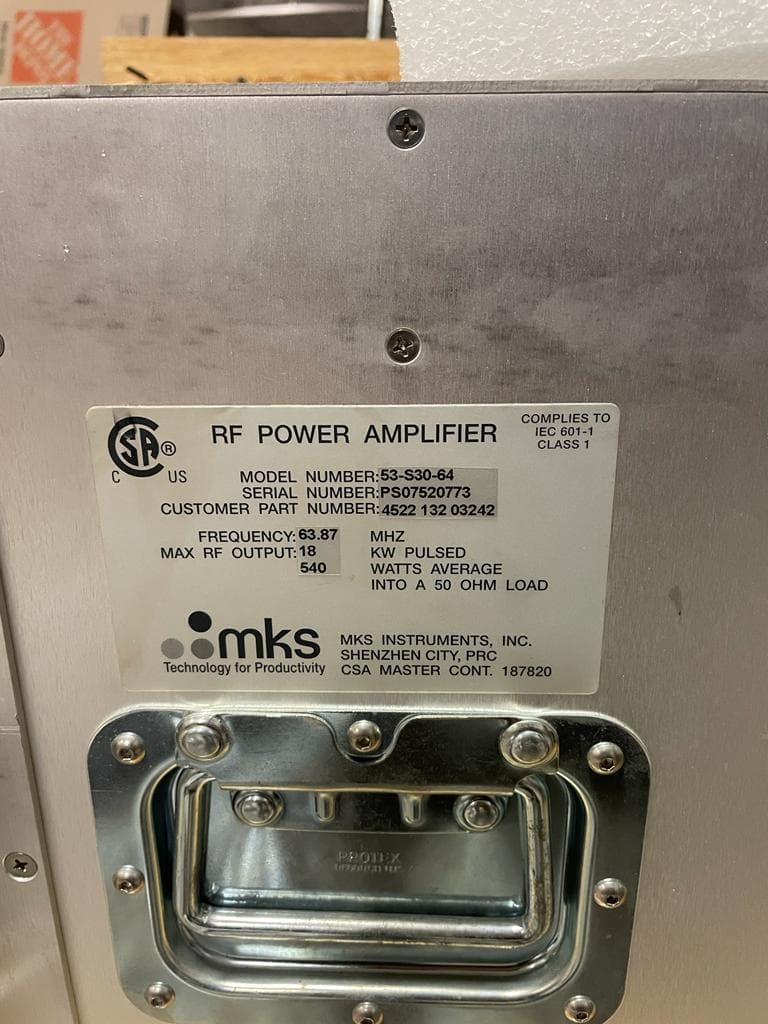 THE
HOME
CSA®
C US
RF POWER AMPLIFIER
COMPLIES TO
IEC 601-1
CLASS 1
MODEL NUMBER:53-S30-64
SERIAL NUMBER:PS07520773
CUSTOMER PART NUMBER:4522 132 03242
FREQUENCY:63.87 MHZ
MAX RF OUTPUT:18 KW PULSED
540 WATTS AVERAGE
INTO A 50 OHM LOAD
mks
Technology for Productivity
MKS INSTRUMENTS, INC.
SHENZHEN CITY, PRC
CSA MASTER CONT. 187820
PROTEX